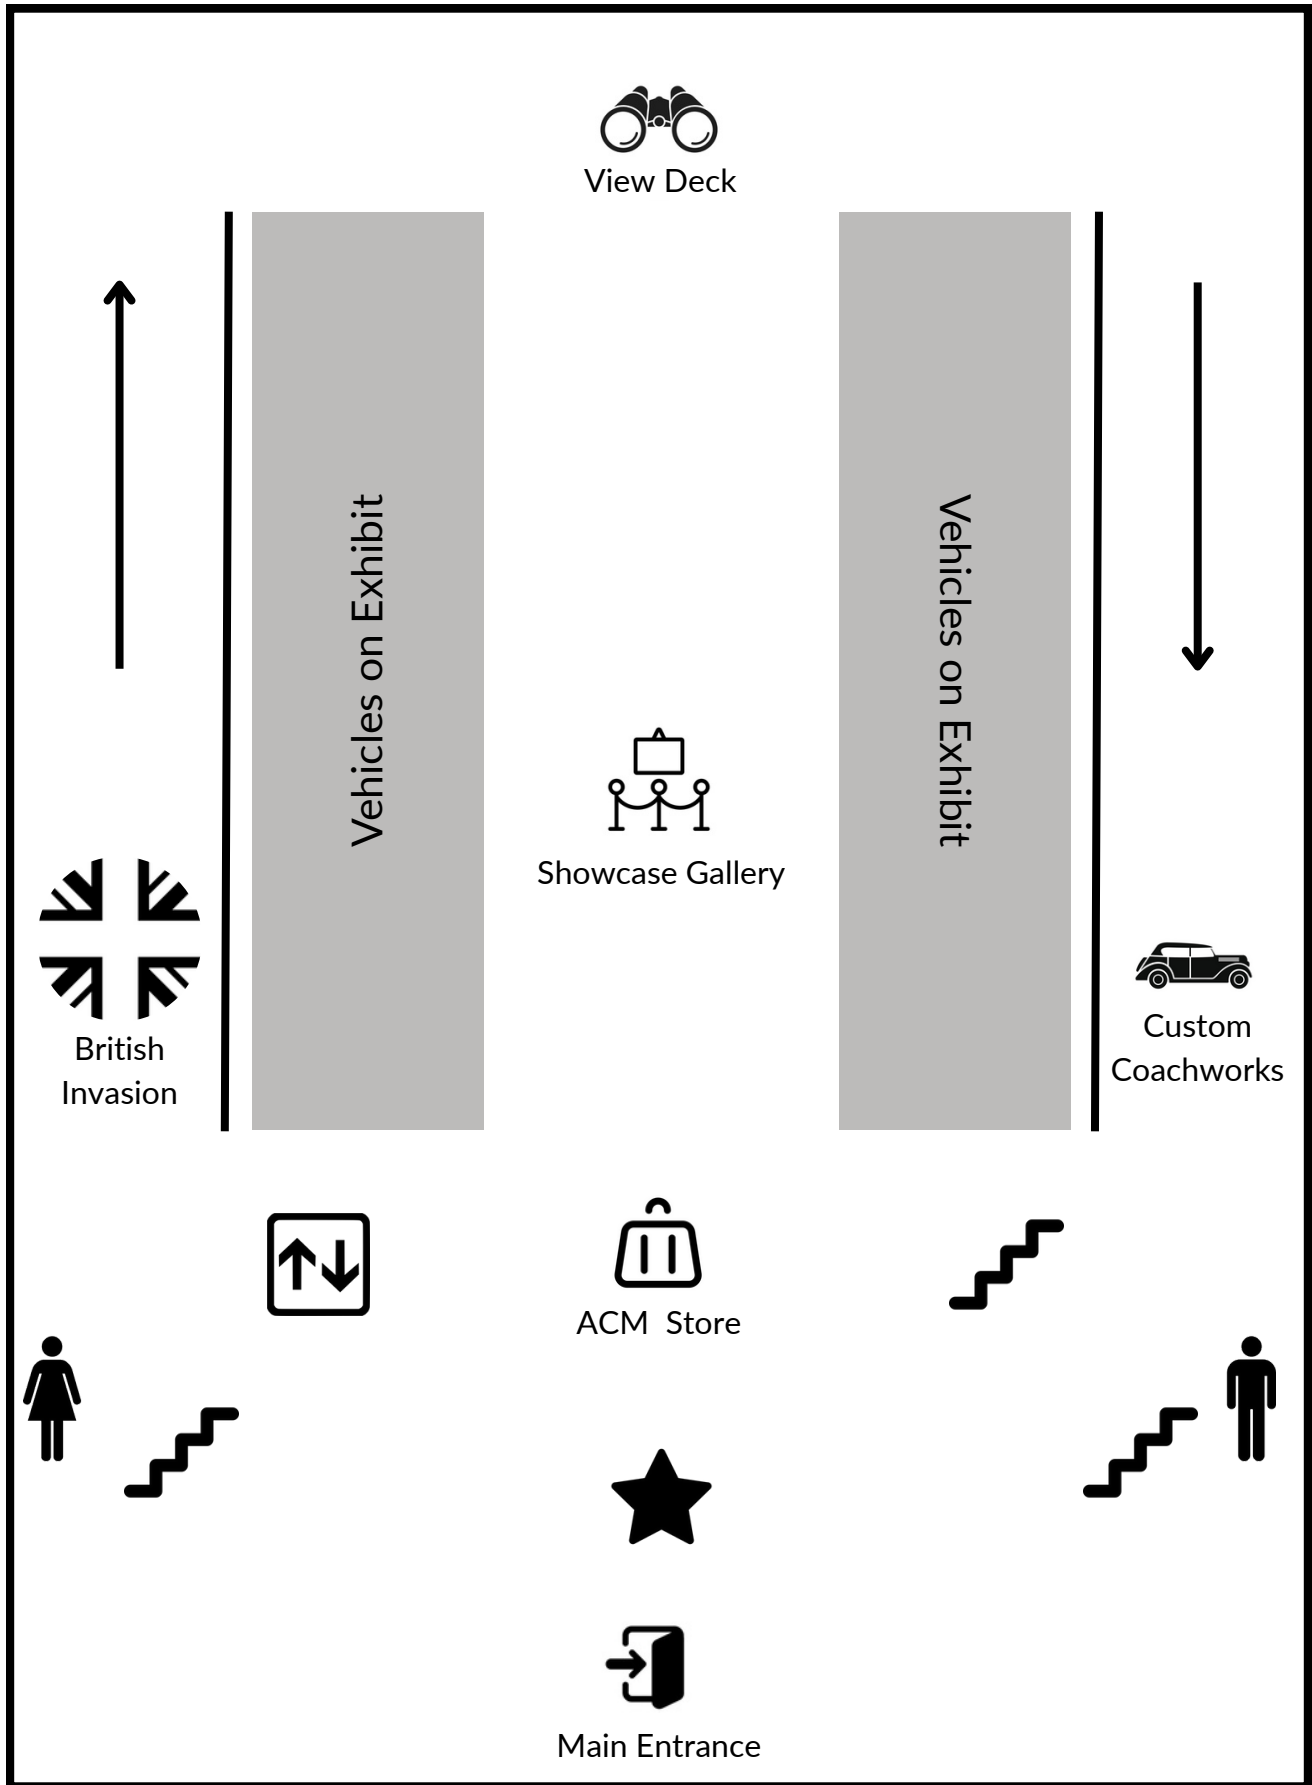 View Deck
Vehicles on Exhibit
Vehicles on Exhibit
Showcase Gallery
British
Invasion
Custom
Coachworks
ACM Store
Main Entrance